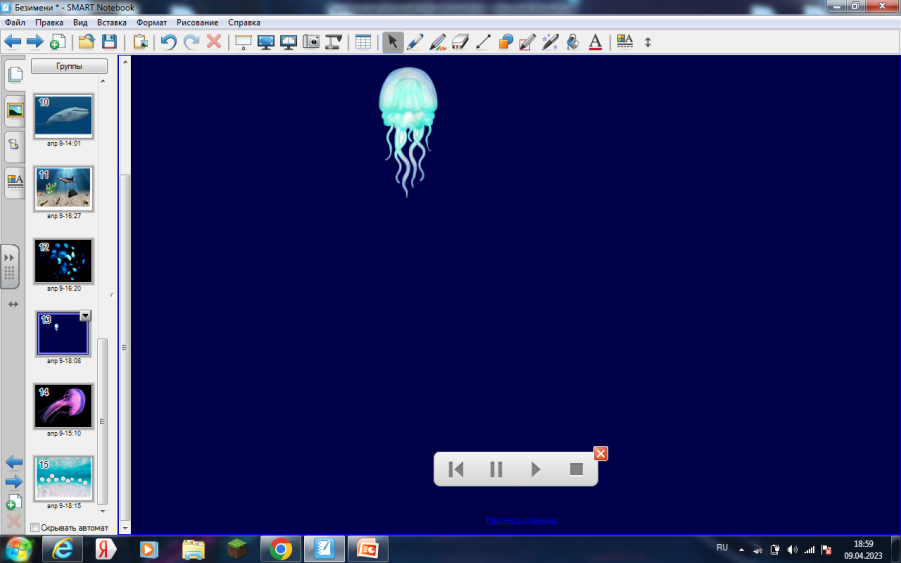 Безимени * - SMART Notebook
Файл Правка Вид Вставка Формат Рисование Справка
Группы
10
апр 9-14:01
11
апр 9-16:27
12
апр 9-16:20
13
апр 9-18:08
14
апр 9-15:10
15
апр 9-18:15
Скрывать автомат
RU
18:59
09.04.2023